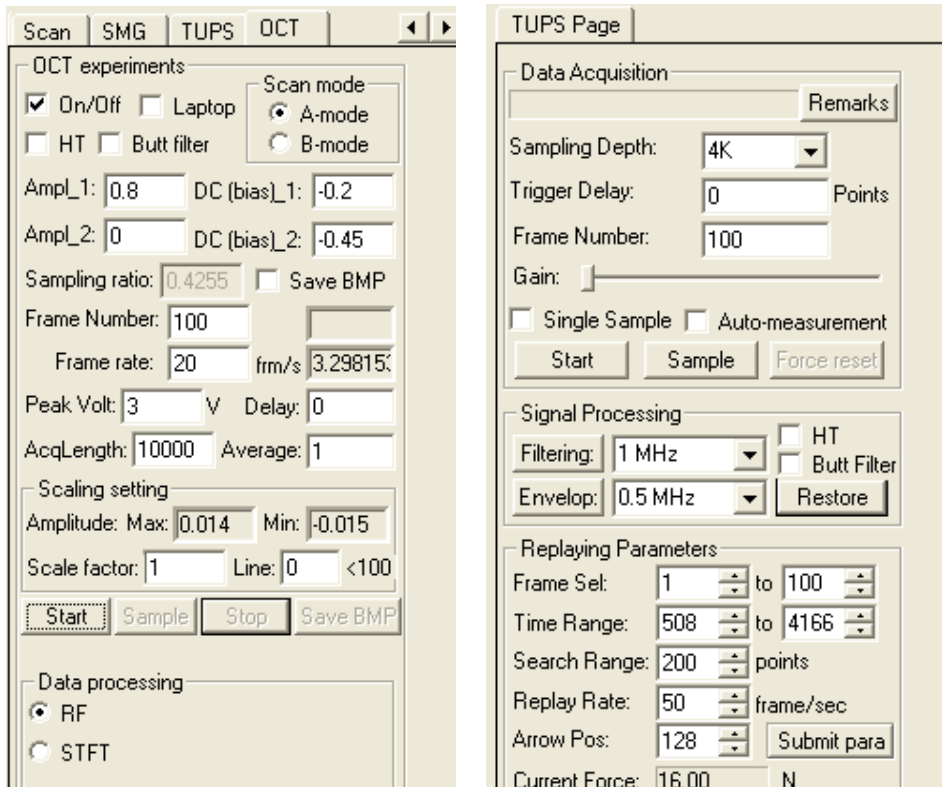 Scan SMG TUPS OCT
OCT experiments
On/Off Laptop
HT Butt filter
Scan mode
A-mode
B-mode
Ampl_1: 0.8 DC (bias)_1: -0.2
Ampl_2: 0 DC (bias)_2: -0.45
Sampling ratio: 0.4255 Save BMP
Frame Number: 100
Frame rate: 20 frm/s 3.298153
Peak Volt: 3 V Delay: 0
AcqLength: 10000 Average: 1
Scaling setting
Amplitude: Max: 0.014 Min: -0.015
Scale factor: 1 Line: 0 <100
Start Sample Stop Save BMP
Data processing
RF
STFT
TUPS Page
Data Acquisition
Remarks
Sampling Depth: 4K
Trigger Delay: 0 Points
Frame Number: 100
Gain:
Single Sample Auto-measurement
Start Sample Force reset
Signal Processing
Filtering: 1 MHz
HT
Butt Filter
Envelop: 0.5 MHz Restore
Replaying Parameters
Frame Sel: 1 to 100
Time Range: 508 to 4166
Search Range: 200 points
Replay Rate: 50 frame/sec
Arrow Pos: 128 Submit para
Current Force: 16.00 N